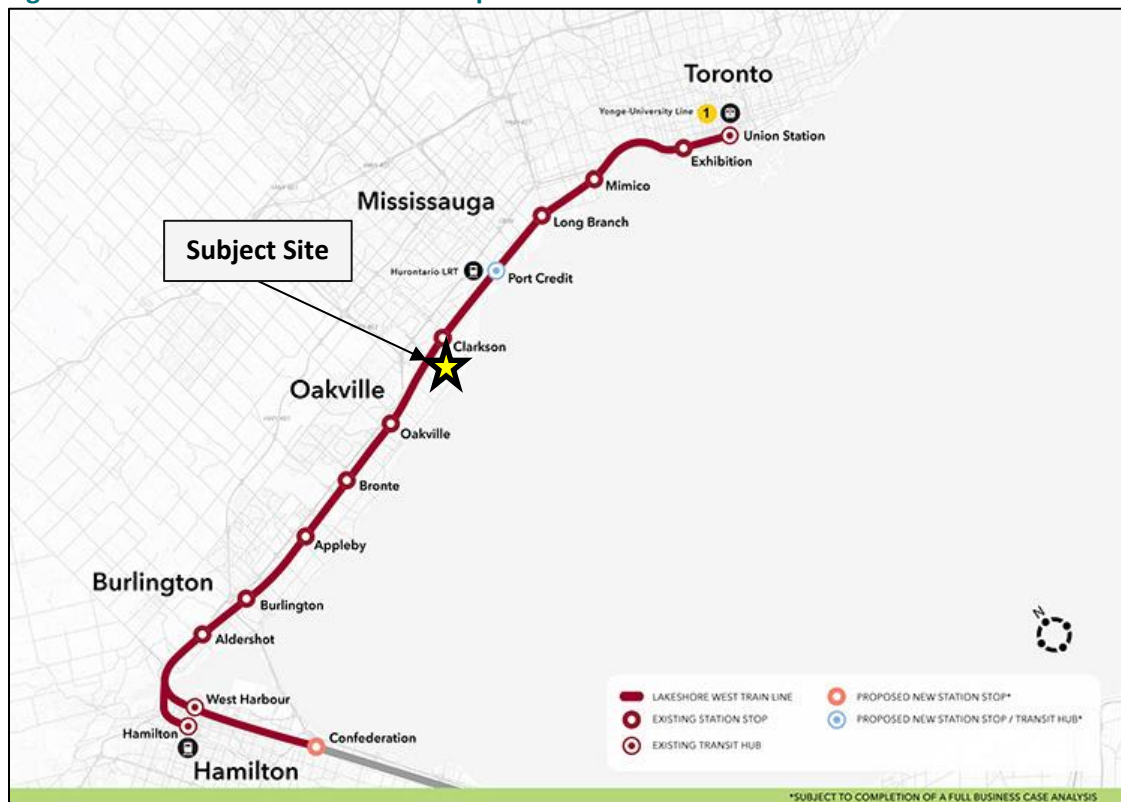 Toronto
Yonge-University Line 1
Union Station
Exhibition
Mimico
Mississauga
Long Branch
Subject Site
Hurontario LRT
Port Credit
Clarkson
Oakville
Oakville
Bronte
Appleby
Burlington
Burlington
Aldershot
N
West Harbour
Hamilton
Confederation
Hamilton
LAKESHORE WEST TRAIN LINE
EXISTING STATION STOP
EXISTING TRANSIT HUB
PROPOSED NEW STATION STOP*
PROPOSED NEW STATION STOP / TRANSIT HUB*
*SUBJECT TO COMPLETION OF A FULL BUSINESS CASE ANALYSIS